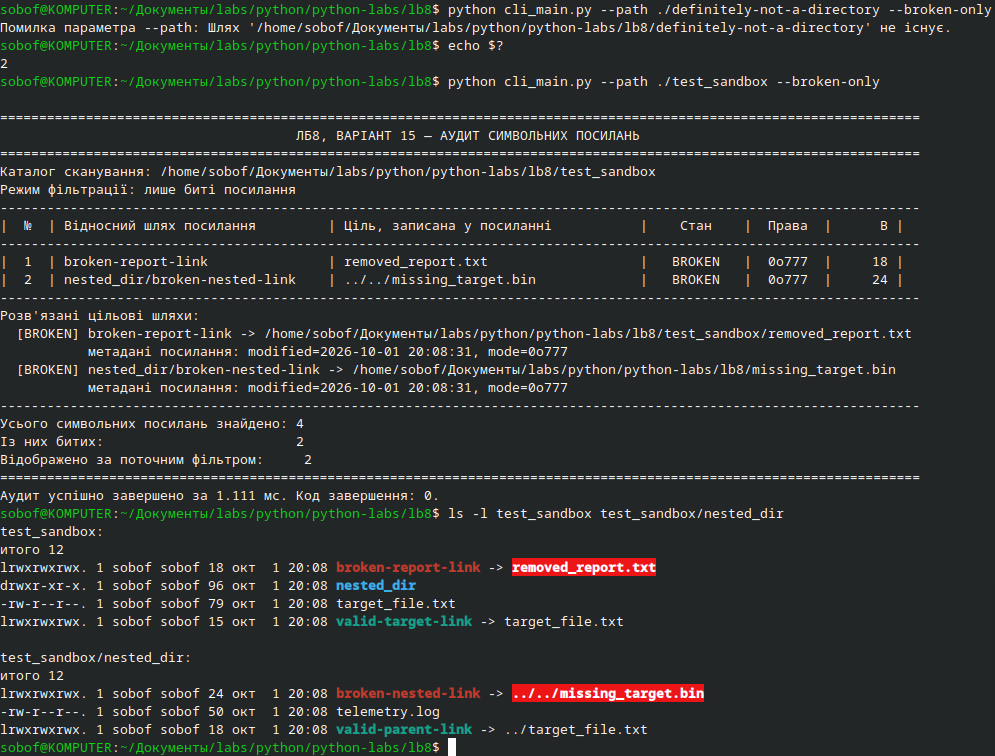 sobof@KOMPUTER:~/Документы/labs/python/python-labs/lb8$ python cli_main.py --path ./definitely-not-a-directory --broken-only
Помилка параметра --path: Шлях '/home/sobof/Документы/labs/python/python-labs/lb8/definitely-not-a-directory' не існує.
sobof@KOMPUTER:~/Документы/labs/python/python-labs/lb8$ echo $?
2
sobof@KOMPUTER:~/Документы/labs/python/python-labs/lb8$ python cli_main.py --path ./test_sandbox --broken-only
===================================================================================================================
ЛБ8, ВАРІАНТ 15 — АУДИТ СИМВОЛЬНИХ ПОСИЛАНЬ
===================================================================================================================
Каталог сканування: /home/sobof/Документы/labs/python/python-labs/lb8/test_sandbox
Режим фільтрації: лише биті посилання
-------------------------------------------------------------------------------------------------------------------
|  №  | Відносний шлях посилання         | Ціль, записана у посиланні           |    Стан    |  Права  |      B |
-------------------------------------------------------------------------------------------------------------------
|  1  | broken-report-link               | removed_report.txt                   |   BROKEN   |  0o777  |     18 |
|  2  | nested_dir/broken-nested-link    | ../../missing_target.bin             |   BROKEN   |  0o777  |     24 |
-------------------------------------------------------------------------------------------------------------------
Розв'язані цільові шляхи:
  [BROKEN] broken-report-link -> /home/sobof/Документы/labs/python/python-labs/lb8/test_sandbox/removed_report.txt
           метадані посилання: modified=2026-10-01 20:08:31, mode=0o777
  [BROKEN] nested_dir/broken-nested-link -> /home/sobof/Документы/labs/python/python-labs/lb8/missing_target.bin
           метадані посилання: modified=2026-10-01 20:08:31, mode=0o777
-------------------------------------------------------------------------------------------------------------------
Усього символьних посилань знайдено: 4
Із них битих:                        2
Відображено за поточним фільтром:     2
===================================================================================================================
Аудит успішно завершено за 1.111 мс. Код завершення: 0.
sobof@KOMPUTER:~/Документы/labs/python/python-labs/lb8$ ls -l test_sandbox test_sandbox/nested_dir
test_sandbox:
итого 12
lrwxrwxrwx. 1 sobof sobof 18 окт  1 20:08 broken-report-link -> removed_report.txt
drwxr-xr-x. 1 sobof sobof 96 окт  1 20:08 nested_dir
-rw-r--r--. 1 sobof sobof 79 окт  1 20:08 target_file.txt
lrwxrwxrwx. 1 sobof sobof 15 окт  1 20:08 valid-target-link -> target_file.txt
test_sandbox/nested_dir:
итого 12
lrwxrwxrwx. 1 sobof sobof 24 окт  1 20:08 broken-nested-link -> ../../missing_target.bin
-rw-r--r--. 1 sobof sobof 50 окт  1 20:08 telemetry.log
lrwxrwxrwx. 1 sobof sobof 18 окт  1 20:08 valid-parent-link -> ../target_file.txt
sobof@KOMPUTER:~/Документы/labs/python/python-labs/lb8$